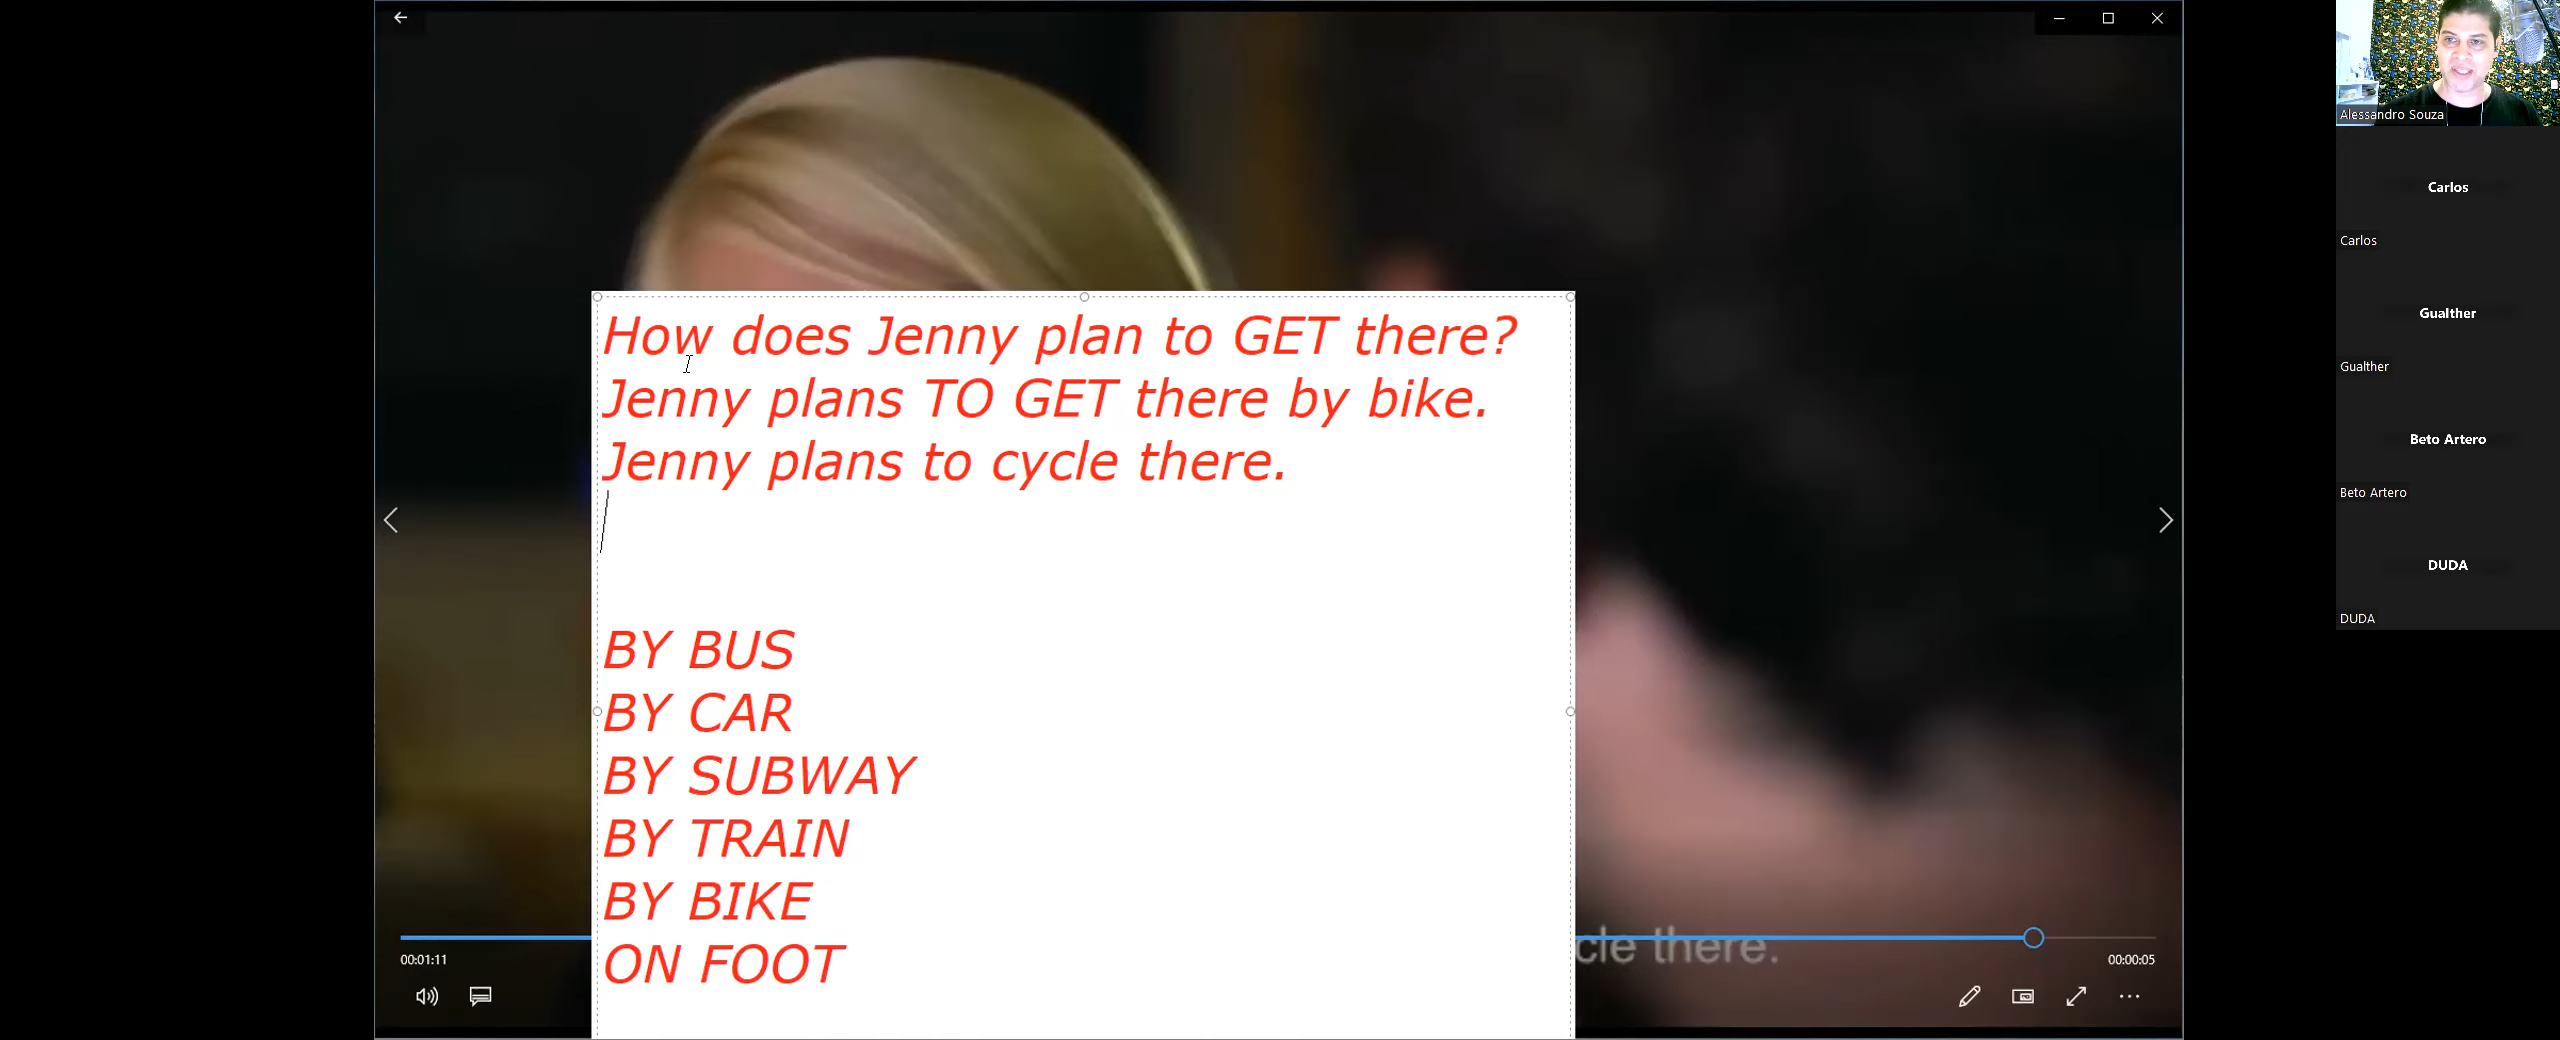 How does Jenny plan to GET there?
Jenny plans TO GET there by bike.
Jenny plans to cycle there.
BY BUS
BY CAR
BY SUBWAY
BY TRAIN
BY BIKE
ON FOOT
cle there.
00:01:11
00:00:05
Alessandro Souza
Carlos
Carlos
Gualther
Gualther
Beto Artero
Beto Artero
DUDA
DUDA